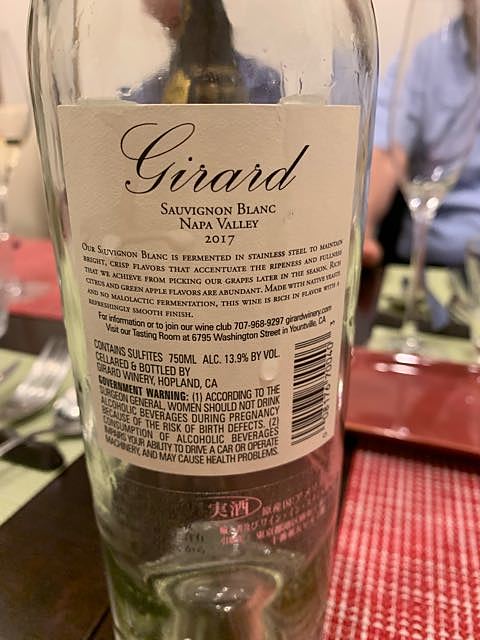 Girard
SAUVIGNON BLANC
NAPA VALLEY
2017
OUR SAUVIGNON BLANC IS FERMENTED IN STAINLESS STEEL TO MAINTAIN
BRIGHT, CRISP FLAVORS THAT ACCENTUATE THE RIPENESS AND FULLNESS
THAT WE ACHIEVE FROM PICKING OUR GRAPES LATER IN THE SEASON. RICH
CITRUS AND GREEN APPLE FLAVORS ARE ABUNDANT. MADE WITH NATIVE YEASTS
AND NO MALOLACTIC FERMENTATION, THIS WINE IS RICH IN FLAVOR WITH A
REFRESHINGLY SMOOTH FINISH.
For information or to join our wine club 707-968-9297 girardwinery.com
Visit our Tasting Room at 6795 Washington Street in Yountville, CA
CONTAINS SULFITES 750ML ALC. 13.9% BY VOL.
CELLARED & BOTTLED BY
GIRARD WINERY, HOPLAND, CA
GOVERNMENT WARNING: (1) ACCORDING TO THE
SURGEON GENERAL, WOMEN SHOULD NOT DRINK
ALCOHOLIC BEVERAGES DURING PREGNANCY
BECAUSE OF THE RISK OF BIRTH DEFECTS. (2)
CONSUMPTION OF ALCOHOLIC BEVERAGES
IMPAIRS YOUR ABILITY TO DRIVE A CAR OR OPERATE
MACHINERY, AND MAY CAUSE HEALTH PROBLEMS.
実酒